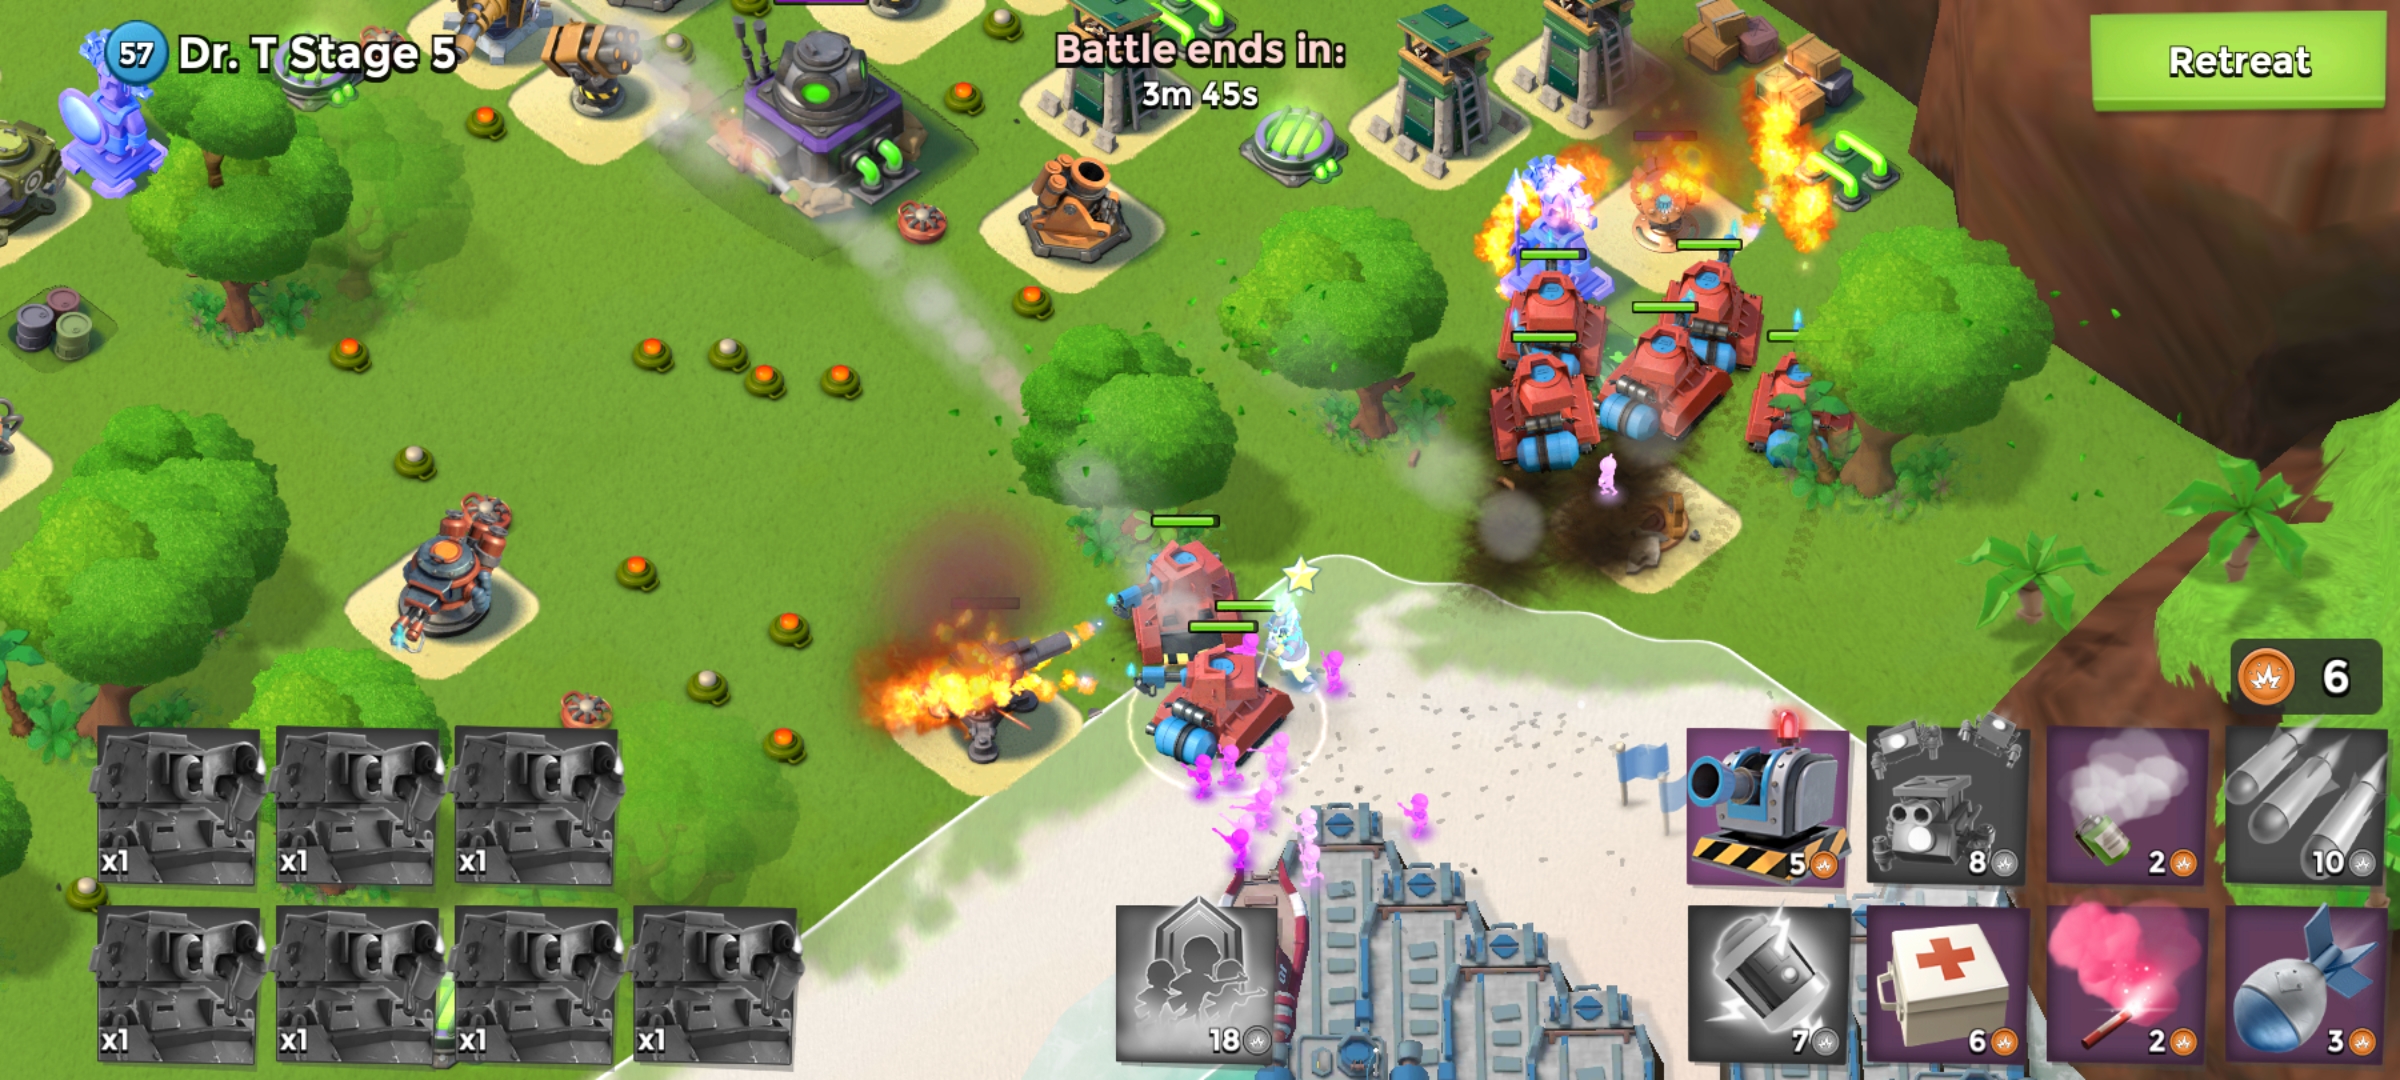 57 Dr. T Stage 5
Battle ends in:
3m 45s
Retreat
6
x1 x1 x1
5 8 2 10
x1 x1 x1 x1
18
7 6 2 3